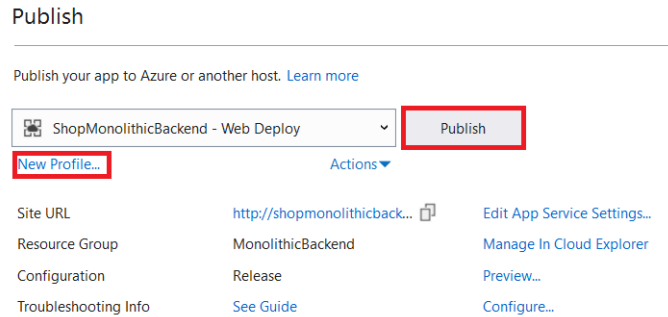 Publish
Publish your app to Azure or another host. Learn more
ShopMonolithicBackend - Web Deploy Publish
New Profile... Actions
Site URL http://shopmonolithicback... Edit App Service Settings...
Resource Group MonolithicBackend Manage In Cloud Explorer
Configuration Release Preview...
Troubleshooting Info See Guide Configure...